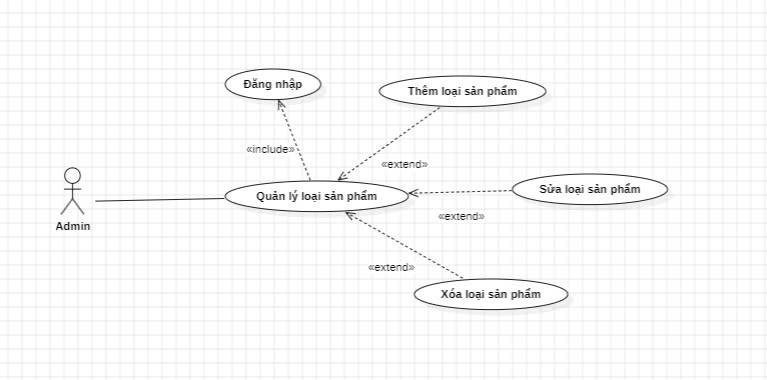 Đăng nhập
Thêm loại sản phẩm
«include»
«extend»
Sửa loại sản phẩm
Quản lý loại sản phẩm
«extend»
Admin
«extend»
Xóa loại sản phẩm